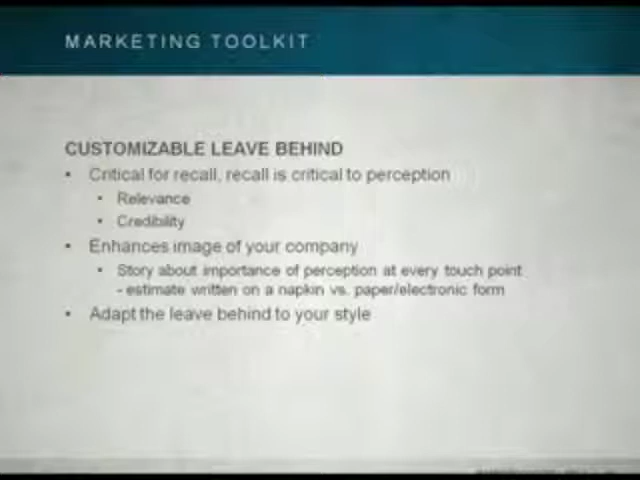 MARKETING TOOLKIT
CUSTOMIZABLE LEAVE BEHIND
• Critical for recall, recall is critical to perception
• Relevance
• Credibility
• Enhances image of your company
• Story about importance of perception at every touch point
- estimate written on a napkin vs. paper/electronic form
• Adapt the leave behind to your style